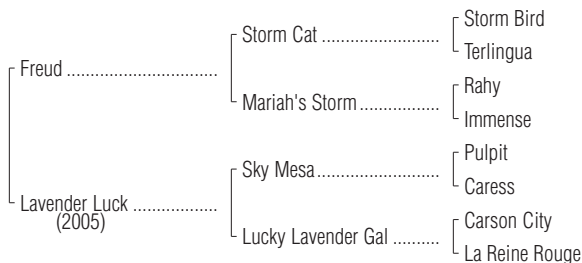 Storm Bird
Storm Cat ........................... Terlingua
Freud ...................................
Rahy
Mariah's Storm .................. Immense
Pulpit
Sky Mesa............................ Caress
Lavender Luck ...................
(2005)
Carson City
Lucky Lavender Gal .......... La Reine Rouge